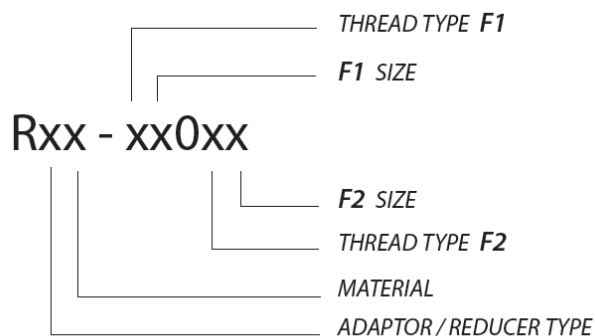 THREAD TYPE F1
F1 SIZE
Rxx - xx0xx
F2 SIZE
THREAD TYPE F2
MATERIAL
ADAPTOR / REDUCER TYPE